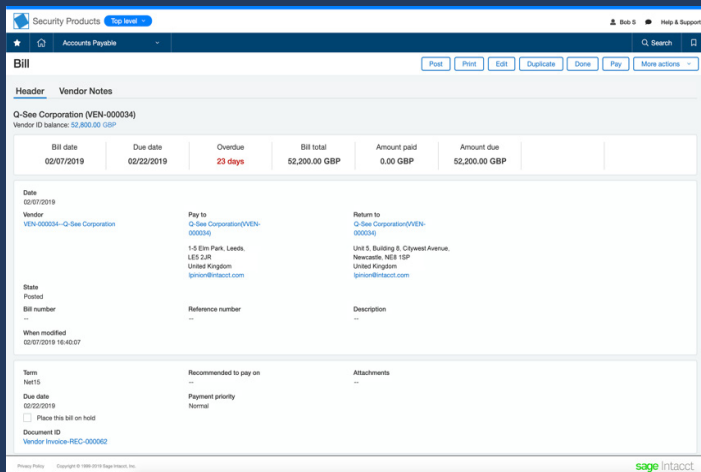 Security Products Top level
Bob S Help & Support
Accounts Payable
Search
Bill
Post Print Edit Duplicate Done Pay More actions
Header Vendor Notes
Q-See Corporation (VEN-000034)
Vendor ID balance: 52,800.00 GBP
Bill date Due date Overdue Bill total Amount paid Amount due
02/07/2019 02/22/2019 23 days 52,200.00 GBP 0.00 GBP 52,200.00 GBP
Date
02/07/2019
Vendor Pay to Return to
VEN-000034--Q-See Corporation Q-See Corporation(VVEN- Q-See Corporation(VVEN-
000034) 000034)
1-5 Elm Park, Leeds, Unit 5, Building 8, Citywest Avenue,
LE5 2JR Newcastle, NE8 1SP
United Kingdom United Kingdom
lpinion@intacct.com lpinion@intacct.com
State
Posted
Bill number Reference number Description
-- -- --
When modified
02/07/2019 16:40:07
Term Recommended to pay on Attachments
Net15 -- --
Due date Payment priority
02/22/2019 Normal
Place this bill on hold
Document ID
Vendor Invoice-REC-000062
Privacy Policy Copyright © 1999-2019 Sage Intacct, Inc.
sage Intacct